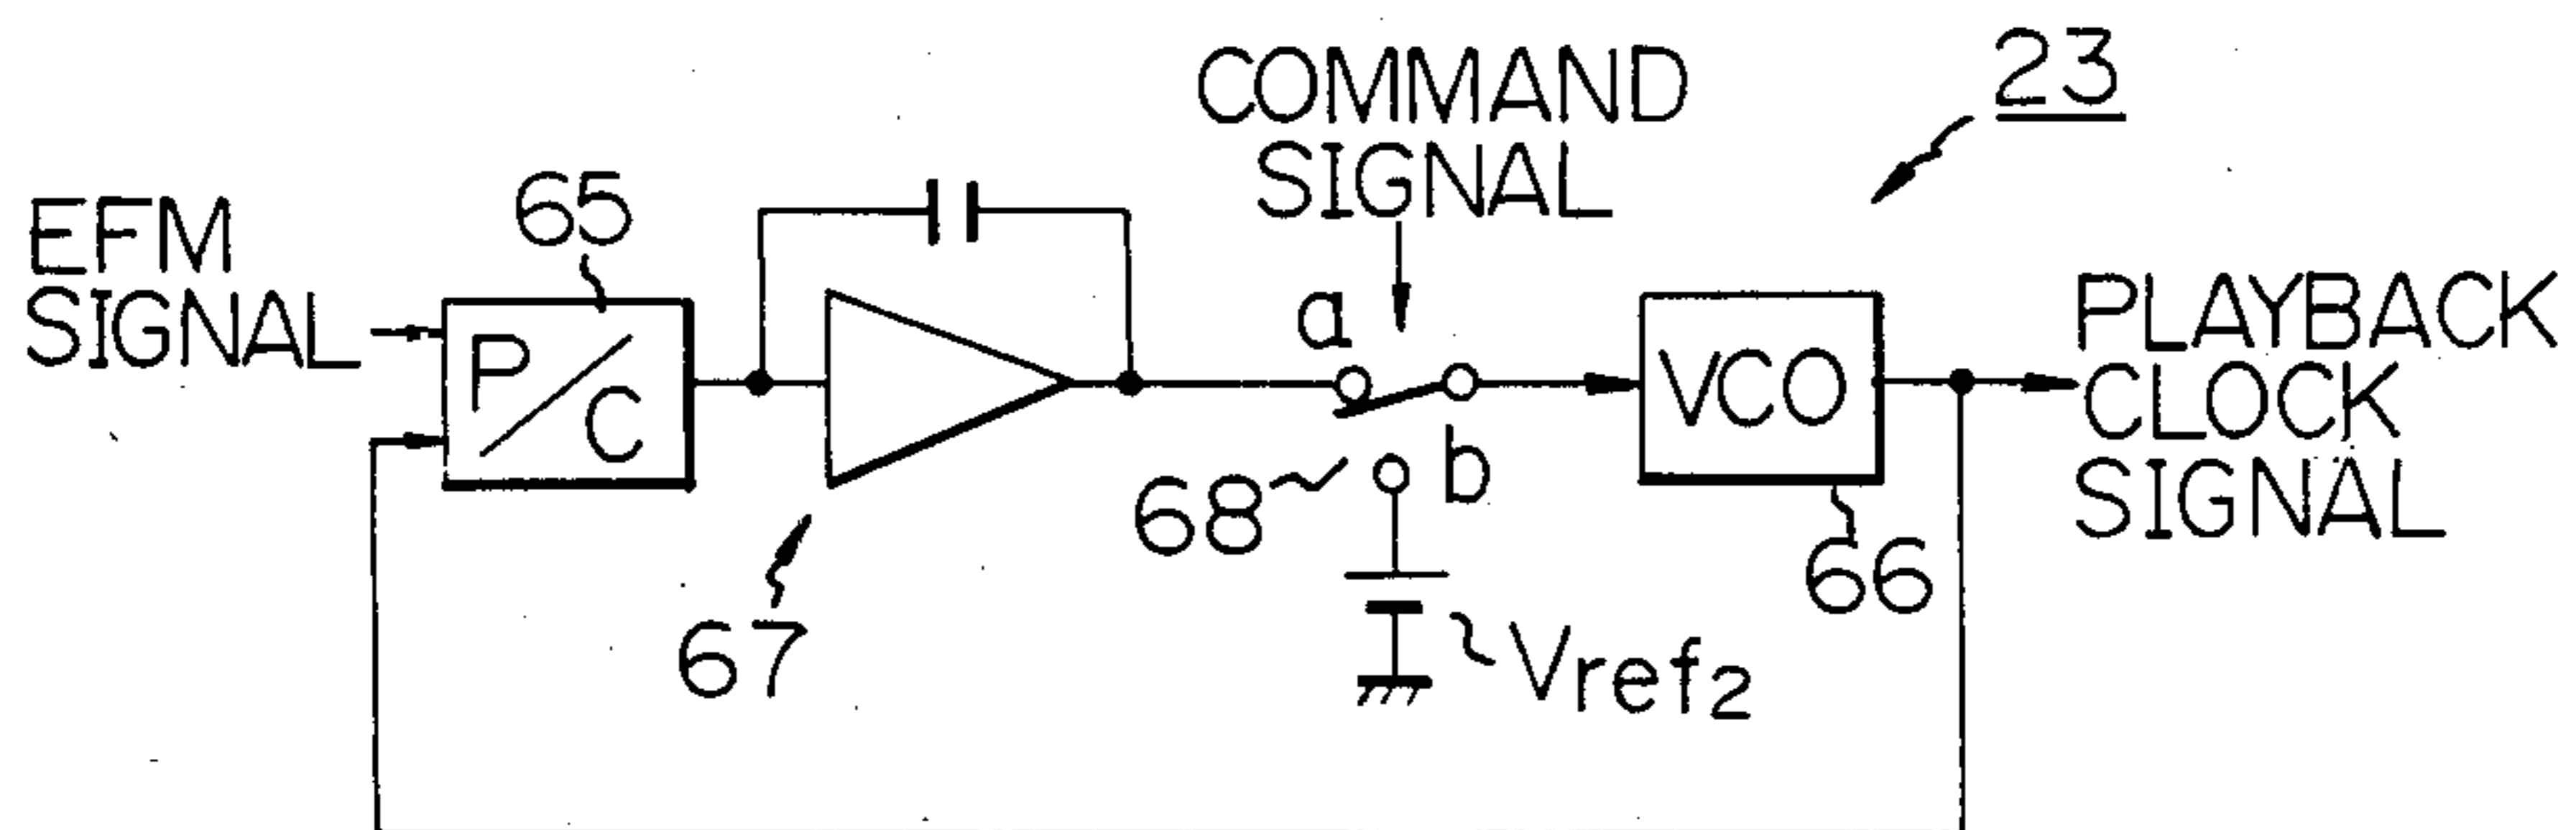 23
COMMAND
SIGNAL
65
EFM
SIGNAL
P/C
a
b
68
67
VCO
66
Vref2
PLAYBACK
CLOCK
SIGNAL